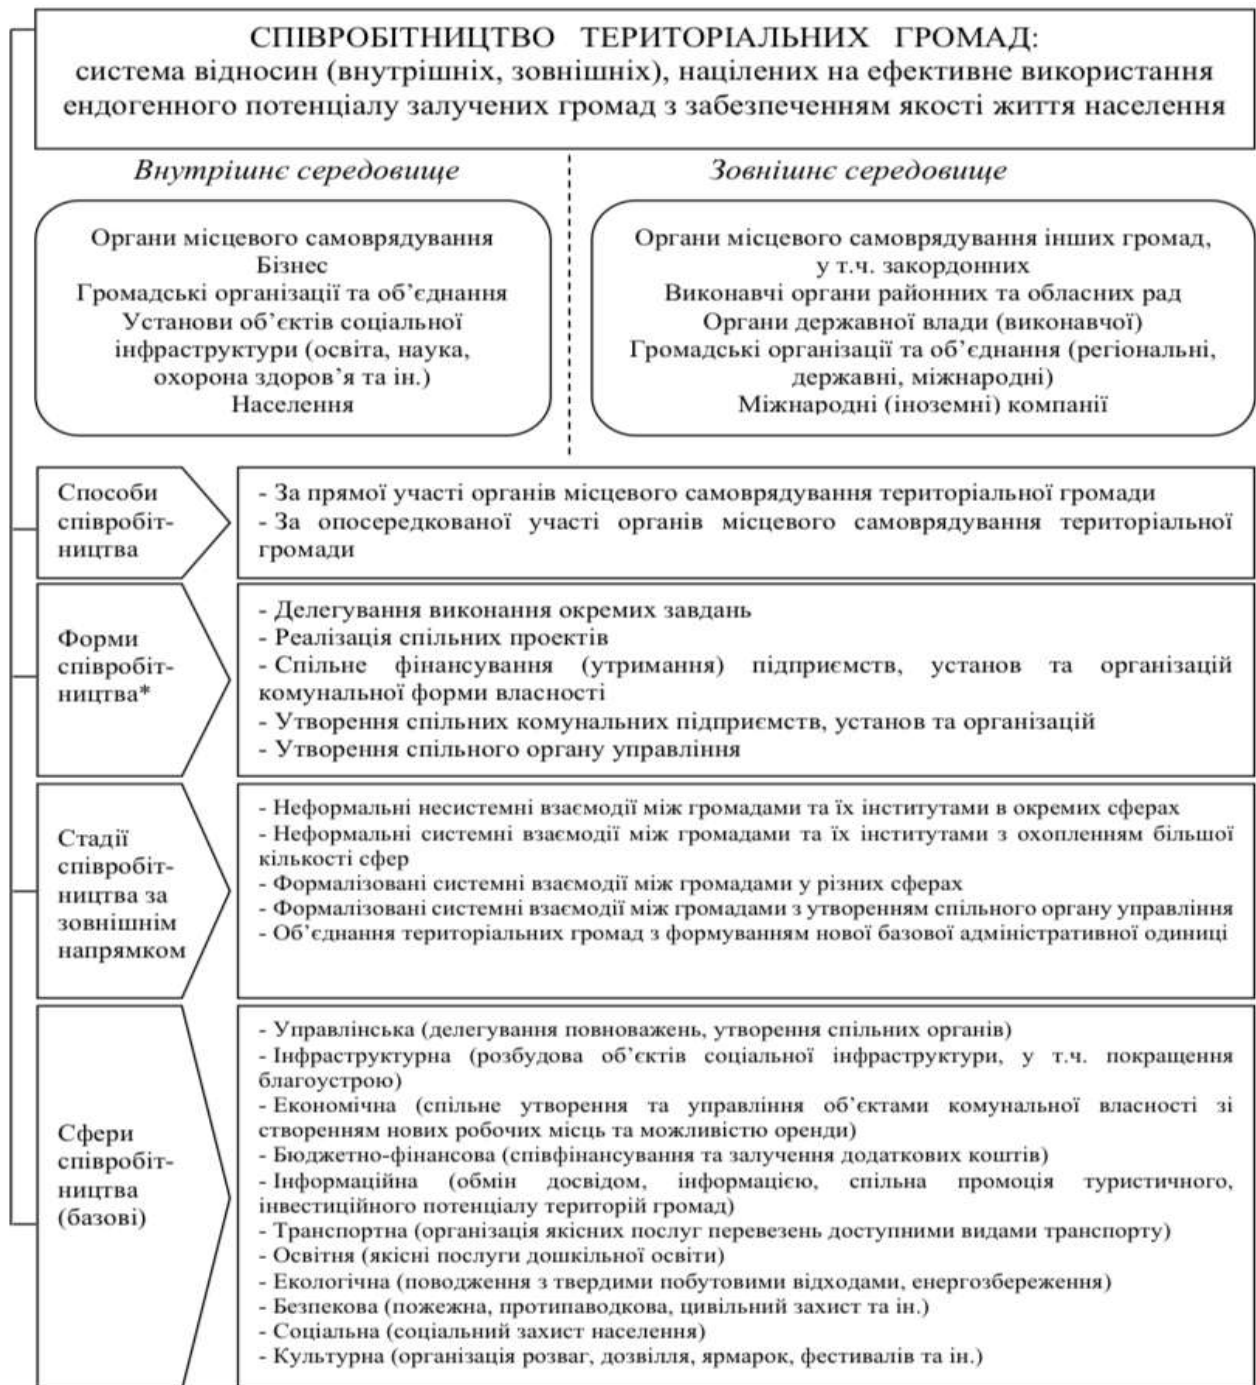 СПІВРОБІТНИЦТВО ТЕРИТОРІАЛЬНИХ ГРОМАД:
система відносин (внутрішніх, зовнішніх), націлених на ефективне використання
ендогенного потенціалу залучених громад з забезпеченням якості життя населення
Внутрішнє середовище
Органи місцевого самоврядування
Бізнес
Громадські організації та об’єднання
Установи об’єктів соціальної
інфраструктури (освіта, наука,
охорона здоров’я та ін.)
Населення
Зовнішнє середовище
Органи місцевого самоврядування інших громад,
у т.ч. закордонних
Виконавчі органи районних та обласних рад
Органи державної влади (виконавчої)
Громадські організації та об’єднання (регіональні,
державні, міжнародні)
Міжнародні (іноземні) компанії
Способи
співробіт-
ництва
- За прямої участі органів місцевого самоврядування територіальної громади
- За опосередкованої участі органів місцевого самоврядування територіальної
громади
Форми
співробіт-
ництва*
- Делегування виконання окремих завдань
- Реалізація спільних проектів
- Спільне фінансування (утримання) підприємств, установ та організацій
комунальної форми власності
- Утворення спільних комунальних підприємств, установ та організацій
- Утворення спільного органу управління
Стадії
співробіт-
ництва за
зовнішнім
напрямком
- Неформальні несистемні взаємодії між громадами та їх інститутами в окремих сферах
- Неформальні системні взаємодії між громадами та їх інститутами з охопленням більшої
кількості сфер
- Формалізовані системні взаємодії між громадами у різних сферах
- Формалізовані системні взаємодії між громадами з утворенням спільного органу управління
- Об’єднання територіальних громад з формуванням нової базової адміністративної одиниці
Сфери
співробіт-
ництва
(базові)
- Управлінська (делегування повноважень, утворення спільних органів)
- Інфраструктурна (розбудова об’єктів соціальної інфраструктури, у т.ч. покращення
благоустрою)
- Економічна (спільне утворення та управління об’єктами комунальної власності зі
створенням нових робочих місць та можливістю оренди)
- Бюджетно-фінансова (співфінансування та залучення додаткових коштів)
- Інформаційна (обмін досвідом, інформацією, спільна промоція туристичного,
інвестиційного потенціалу територій громад)
- Транспортна (організація якісних послуг перевезень доступними видами транспорту)
- Освітня (якісні послуги дошкільної освіти)
- Екологічна (поводження з твердими побутовими відходами, енергозбереження)
- Безпекова (пожежна, протипаводкова, цивільний захист та ін.)
- Соціальна (соціальний захист населення)
- Культурна (організація розваг, дозвілля, ярмарок, фестивалів та ін.)